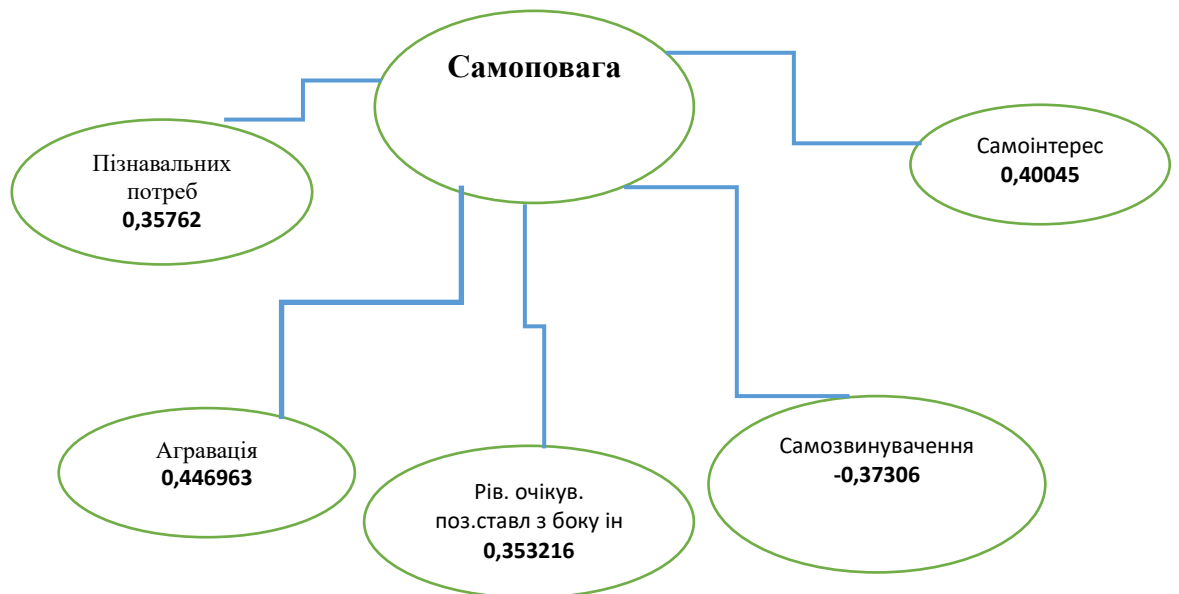 Самоповага
Пізнавальних
потреб
0,35762
Самоінтерес
0,40045
Агравація
0,446963
Рів. очікув.
поз.ставл з боку ін
0,353216
Самозвинувачення
-0,37306